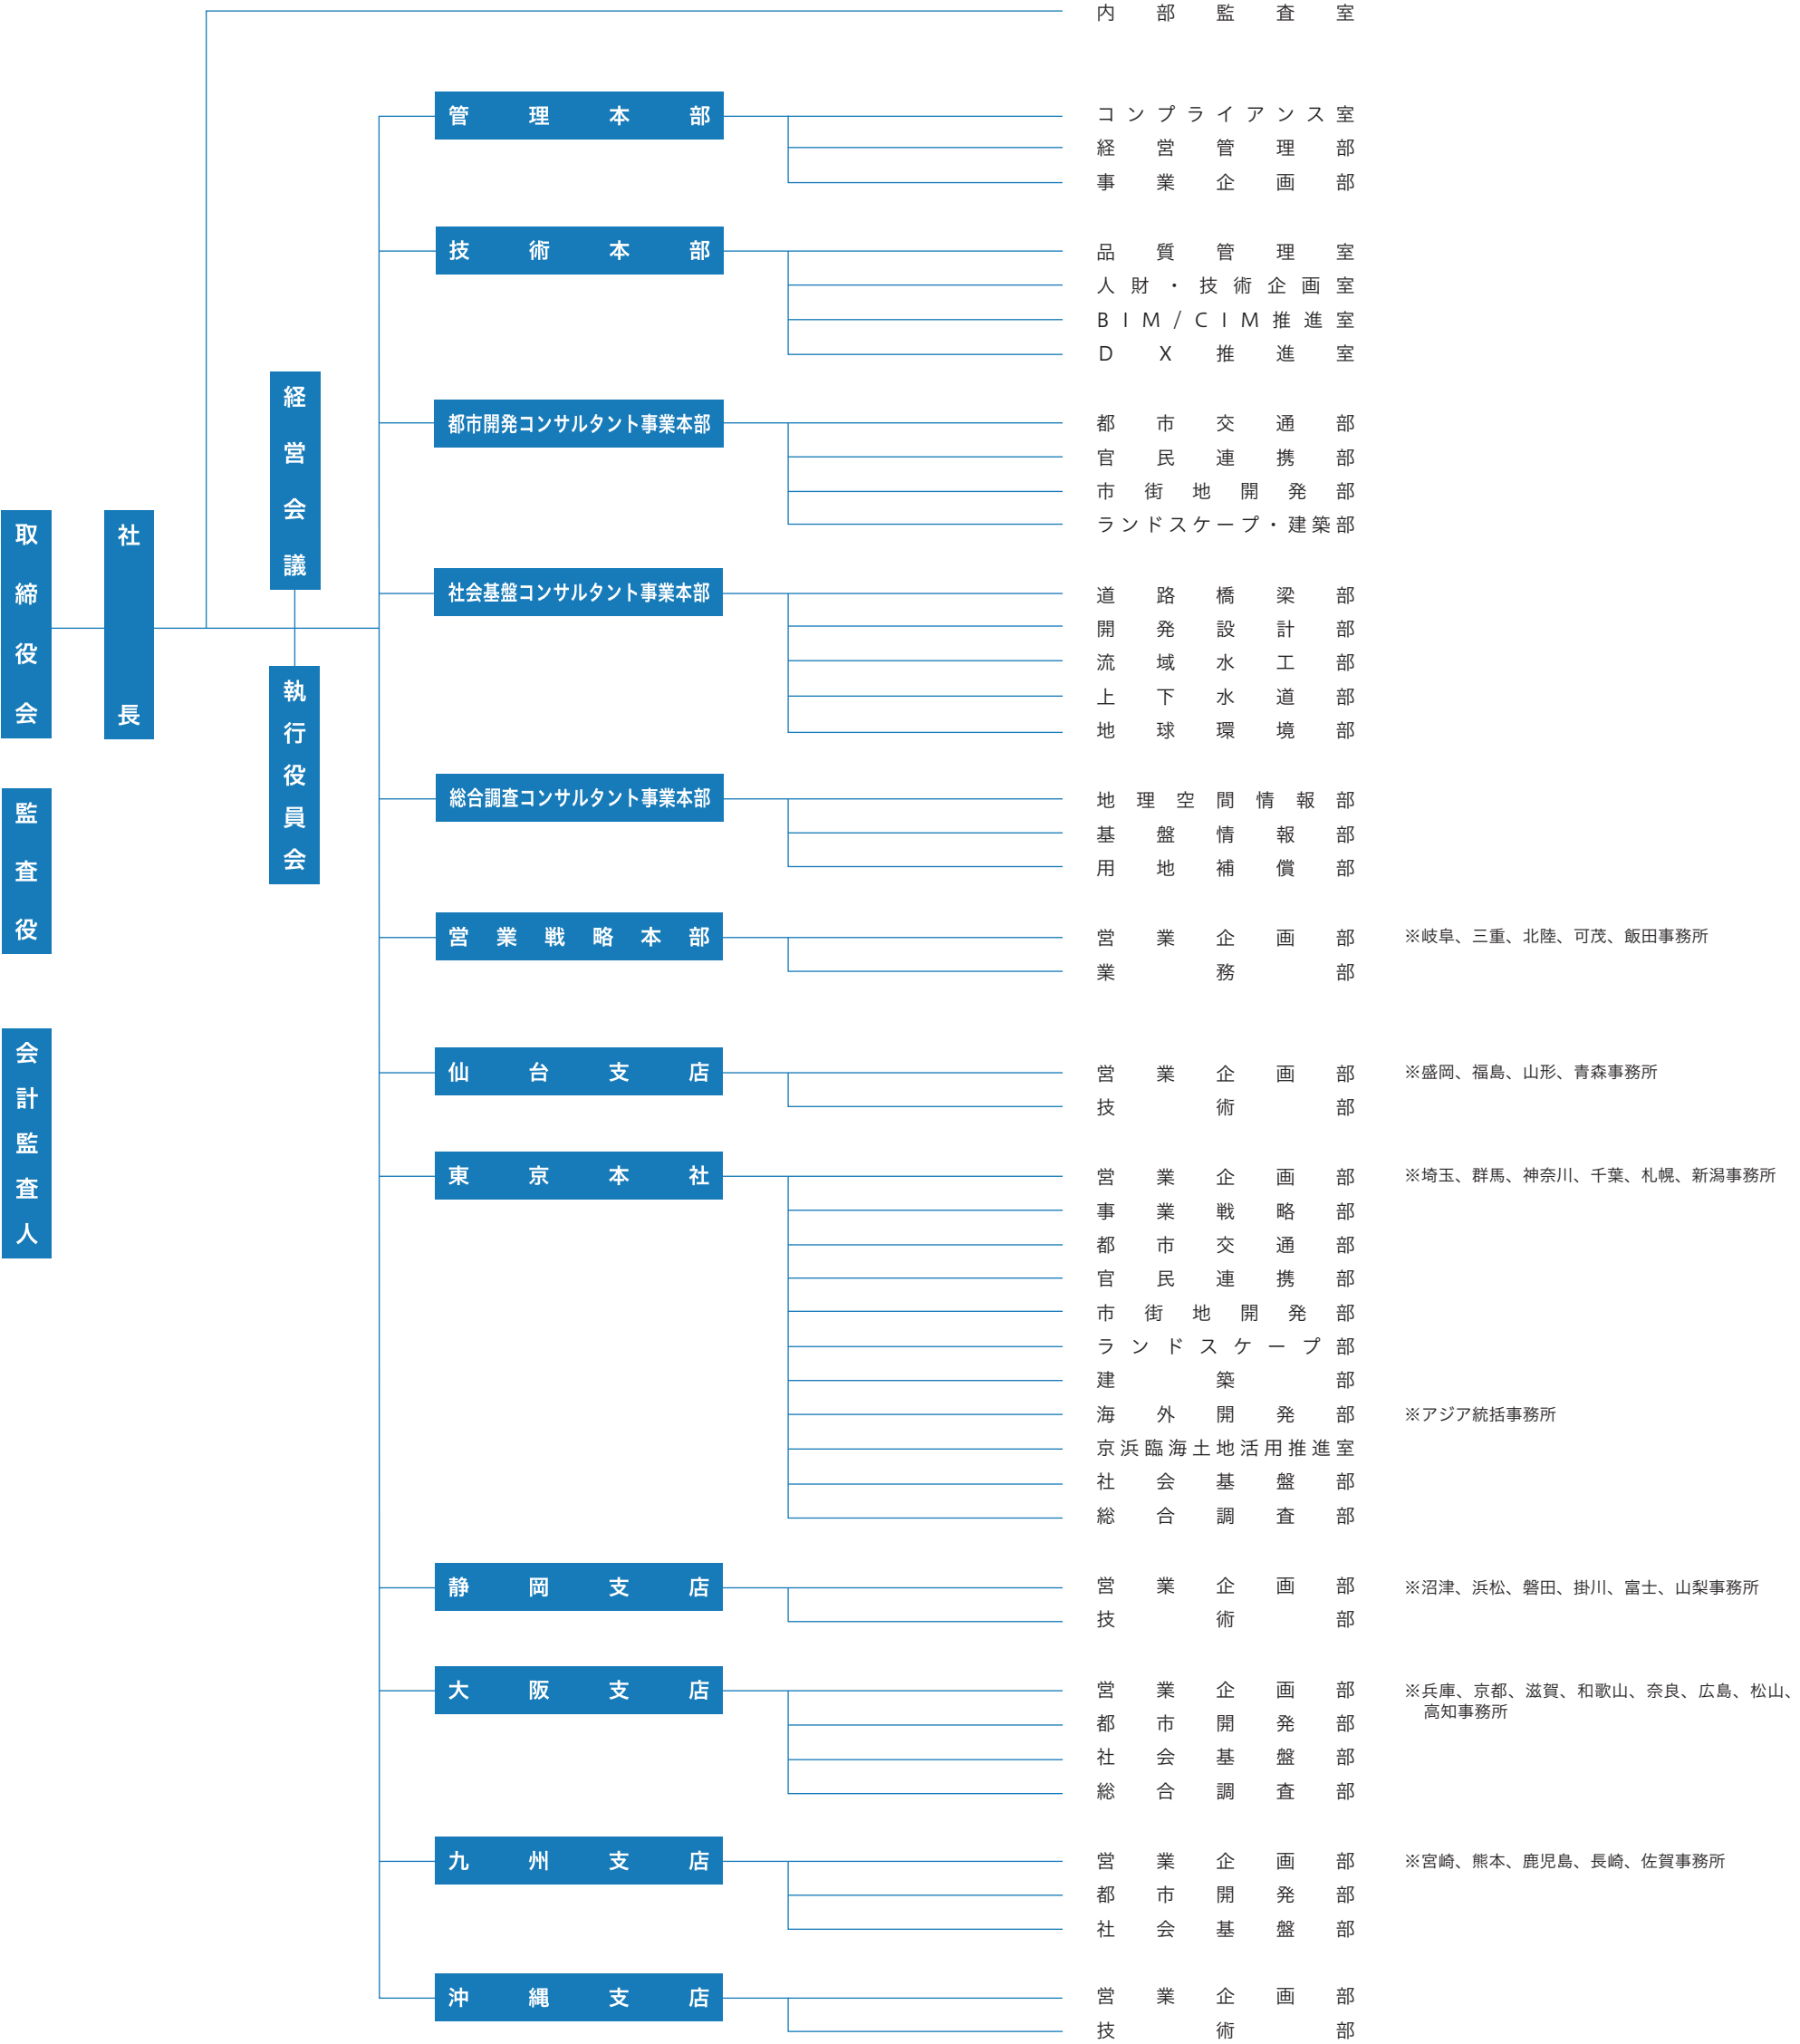 内部監査室
管理本部
コンプライアンス室
経営管理部
事業企画部
技術本部
品質管理室
人財・技術企画室
BIM/CIM推進室
DX推進室
経営会議
都市開発コンサルタント事業本部
都市交通部
官民連携部
市街地開発部
ランドスケープ・建築部
取締役会
社長
社会基盤コンサルタント事業本部
道路橋梁部
開発設計部
流域水工部
上下水道部
地球環境部
執行役員会
監査役
総合調査コンサルタント事業本部
地理空間情報部
基盤情報部
用地補償部
営業戦略本部
営業企画部 ※岐阜、三重、北陸、可茂、飯田事務所
業務部
会計監査人
仙台支店
営業企画部 ※盛岡、福島、山形、青森事務所
技術部
東京本社
営業企画部 ※埼玉、群馬、神奈川、千葉、札幌、新潟事務所
事業戦略部
都市交通部
官民連携部
市街地開発部
ランドスケープ部
建築部
海外開発部 ※アジア統括事務所
京浜臨海土地活用推進室
社会基盤部
総合調査部
静岡支店
営業企画部 ※沼津、浜松、磐田、掛川、富士、山梨事務所
技術部
大阪支店
営業企画部 ※兵庫、京都、滋賀、和歌山、奈良、広島、松山、
高知事務所
都市開発部
社会基盤部
総合調査部
九州支店
営業企画部 ※宮崎、熊本、鹿児島、長崎、佐賀事務所
都市開発部
社会基盤部
沖縄支店
営業企画部
技術部